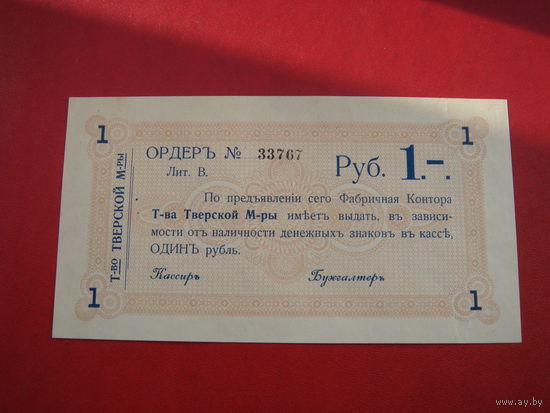 1
1
Т-во ТВЕРСКОЙ М-РЫ
ОРДЕРЪ № 33767
Лит. В.
Руб. 1.–.
По предъявленіи сего Фабричная Контора
Т-ва Тверской М-ры имѣетъ выдать, въ зависи-
мости отъ наличности денежныхъ знаковъ въ кассѣ,
ОДИНЪ рубль.
Кассиръ
Бухгалтеръ
1
1
www.ay.by